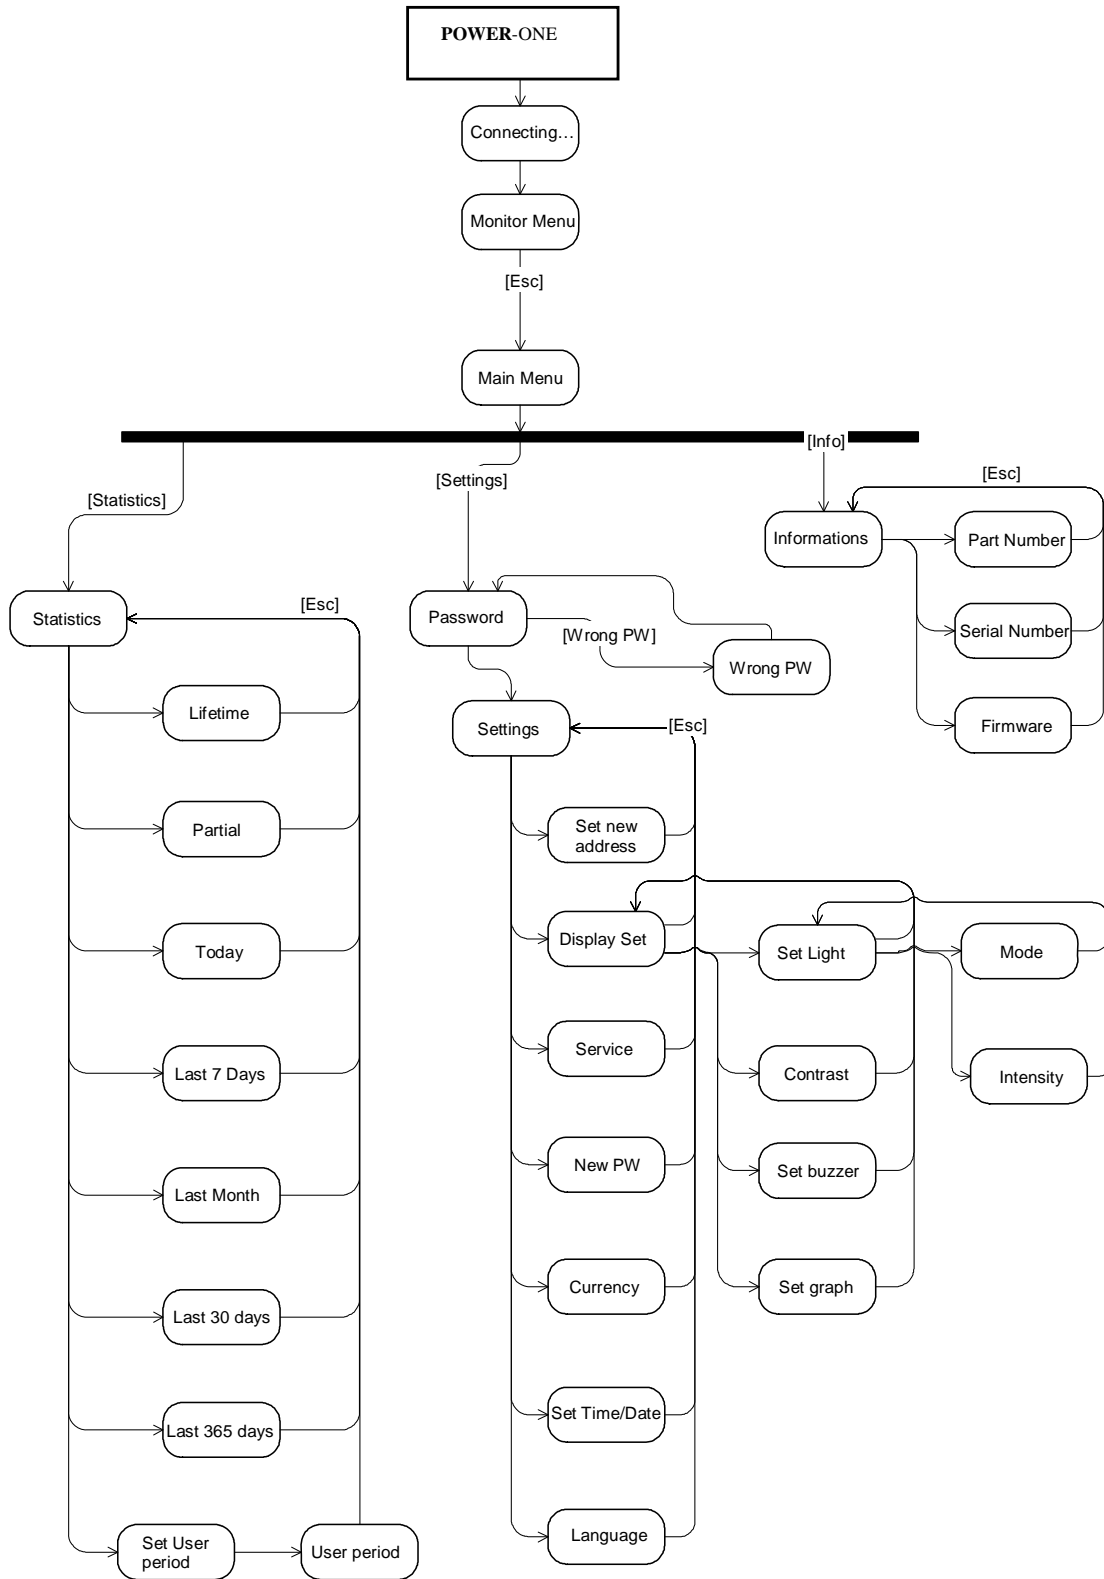 POWER-ONE
Connecting…
Monitor Menu
[Esc]
Main Menu
[Info]
[Settings]
[Statistics]
[Esc]
Informations
Part Number
Serial Number
Firmware
Statistics
[Esc]
Lifetime
Partial
Today
Last 7 Days
Last Month
Last 30 days
Last 365 days
Set User
period
User period
Password
[Wrong PW]
Wrong PW
Settings
[Esc]
Set new
address
Display Set
Service
New PW
Currency
Set Time/Date
Language
Set Light
Contrast
Set buzzer
Set graph
Mode
Intensity